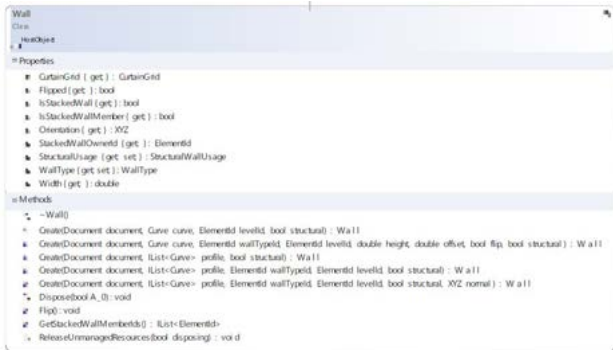 Wall
Class
HostObject
Properties
CurtainGrid { get; } : CurtainGrid
Flipped { get; } : bool
IsStackedWall { get; } : bool
IsStackedWallMember { get; } : bool
Orientation { get; } : XYZ
StackedWallOwnerId { get; } : ElementId
StructuralUsage { get; set; } : StructuralWallUsage
WallType { get; set; } : WallType
Width { get; } : double
Methods
~Wall()
Create(Document document, Curve curve, ElementId levelId, bool structural) : Wall
Create(Document document, Curve curve, ElementId wallTypeId, ElementId levelId, double height, double offset, bool flip, bool structural) : Wall
Create(Document document, IList<Curve> profile, bool structural) : Wall
Create(Document document, IList<Curve> profile, ElementId wallTypeId, ElementId levelId, bool structural) : Wall
Create(Document document, IList<Curve> profile, ElementId wallTypeId, ElementId levelId, bool structural, XYZ normal) : Wall
Dispose(bool A_0) : void
Flip() : void
GetStackedWallMemberIds() : IList<ElementId>
ReleaseUnmanagedResources(bool disposing) : void